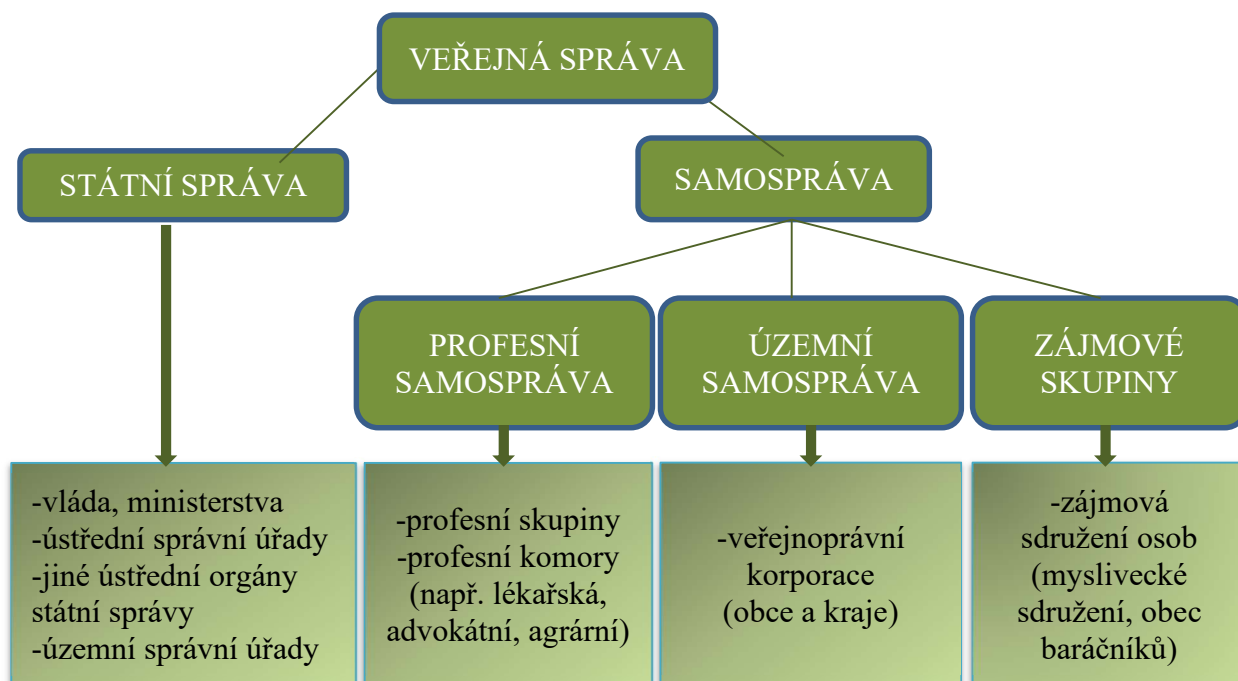 VEŘEJNÁ SPRÁVA
STÁTNÍ SPRÁVA
SAMOSPRÁVA
PROFESNÍ
SAMOSPRÁVA
ÚZEMNÍ
SAMOSPRÁVA
ZÁJMOVÉ
SKUPINY
-vláda, ministerstva
-ústřední správní úřady
-jiné ústřední orgány
státní správy
-územní správní úřady
-profesní skupiny
-profesní komory
(např. lékařská,
advokátní, agrární)
-veřejnoprávní
korporace
(obce a kraje)
-zájmová
sdružení osob
(myslivecké
sdružení, obec
baráčníků)